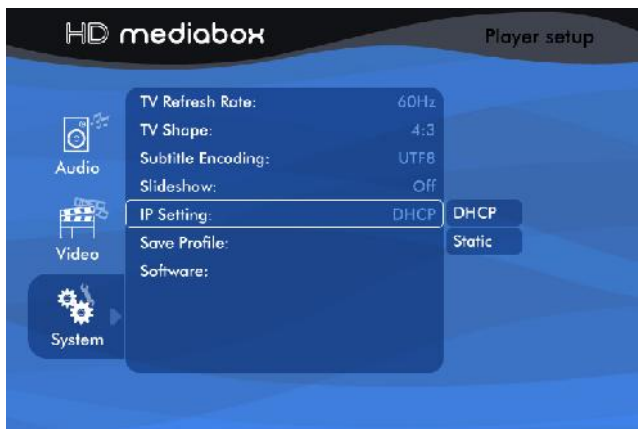 HD mediabox
Player setup
Audio
Video
System
TV Refresh Rate: 60Hz
TV Shape: 4:3
Subtitle Encoding: UTF8
Slideshow: Off
IP Setting: DHCP
Save Profile:
Software:
DHCP
Static